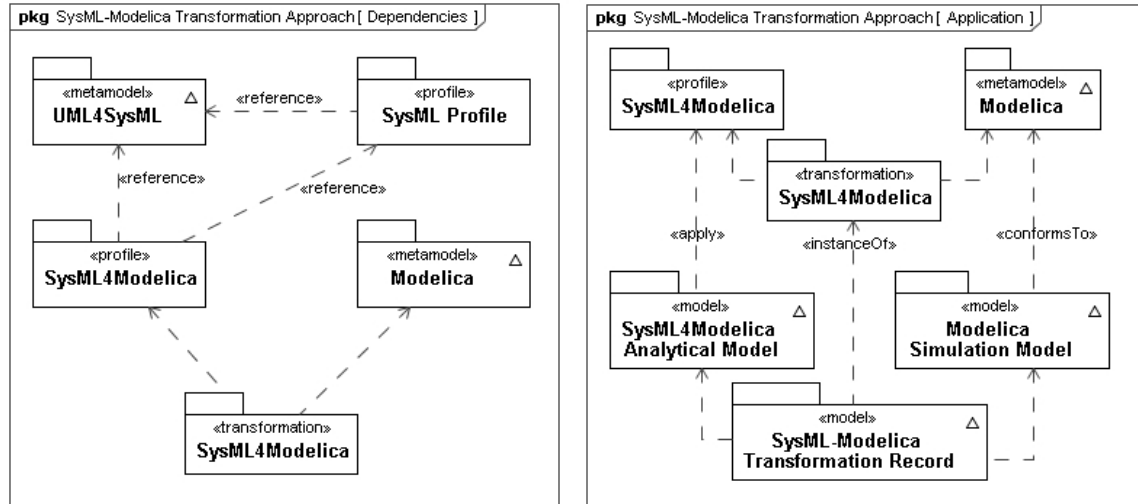 pkg SysML-Modelica Transformation Approach[ Dependencies ]
«metamodel»
UML4SysML
«reference»
«profile»
SysML Profile
«reference»
«reference»
«profile»
SysML4Modelica
«metamodel»
Modelica
«transformation»
SysML4Modelica
pkg SysML-Modelica Transformation Approach[ Application ]
«profile»
SysML4Modelica
«metamodel»
Modelica
«transformation»
SysML4Modelica
«apply»
«instanceOf»
«conformsTo»
«model»
SysML4Modelica
Analytical Model
«model»
Modelica
Simulation Model
«model»
SysML-Modelica
Transformation Record